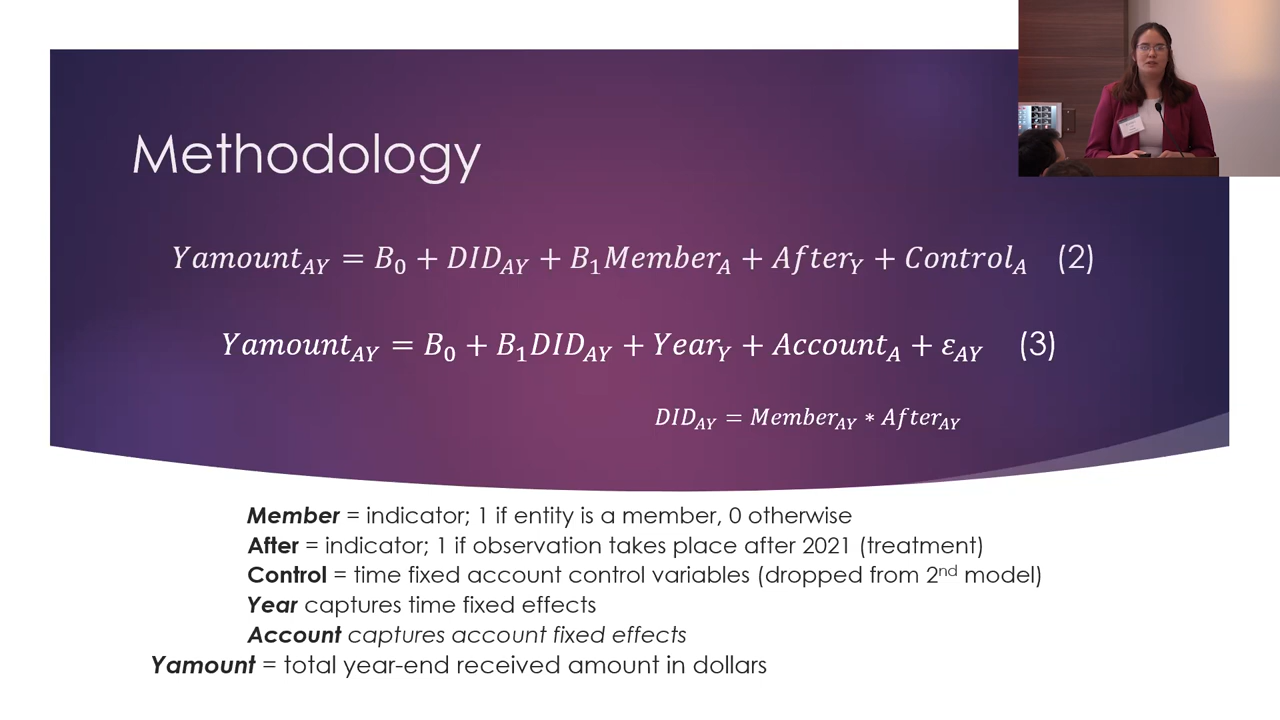 Methodology
Yamount_AY = B_0 + DID_AY + B_1Member_A + After_Y + Control_A (2)
Yamount_AY = B_0 + B_1DID_AY + Year_Y + Account_A + ε_AY (3)
DID_AY = Member_AY * After_AY
Member = indicator; 1 if entity is a member, 0 otherwise
After = indicator; 1 if observation takes place after 2021 (treatment)
Control = time fixed account control variables (dropped from 2nd model)
Year captures time fixed effects
Account captures account fixed effects
Yamount = total year-end received amount in dollars